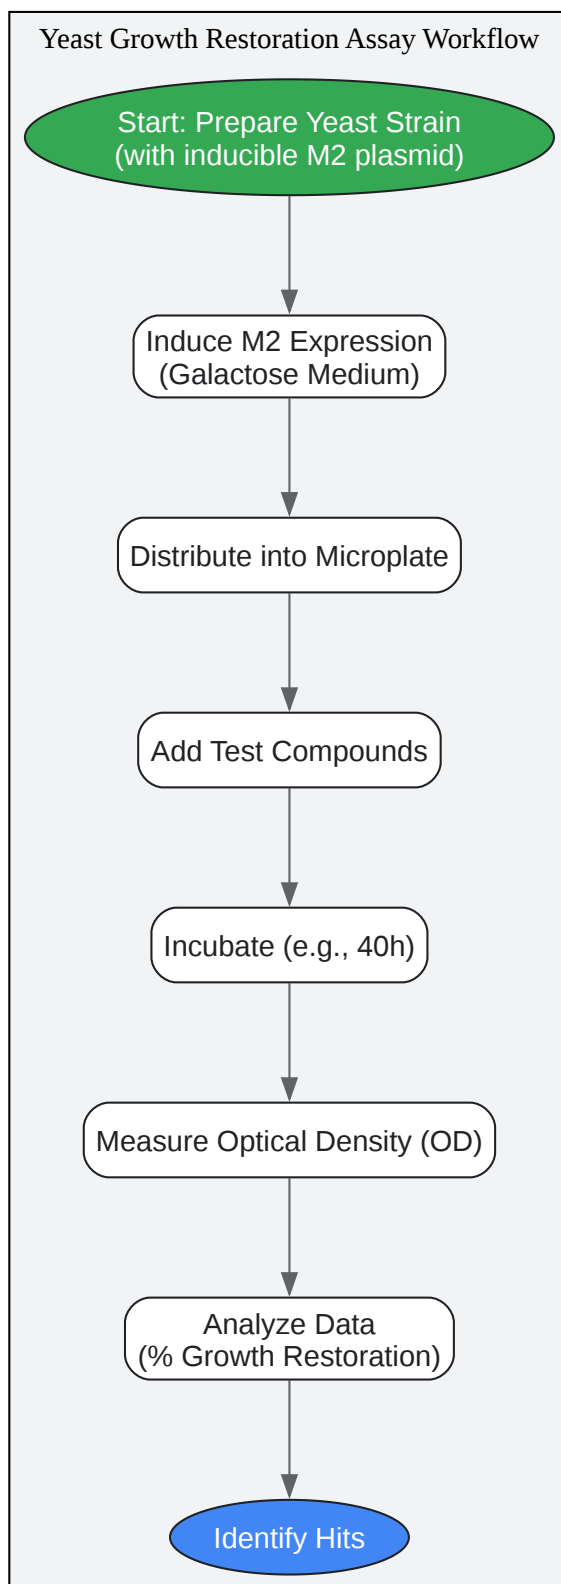 Yeast Growth Restoration Assay Workflow
Start: Prepare Yeast Strain
(with inducible M2 plasmid)
Induce M2 Expression
(Galactose Medium)
Distribute into Microplate
Add Test Compounds
Incubate (e.g., 40h)
Measure Optical Density (OD)
Analyze Data
(% Growth Restoration)
Identify Hits